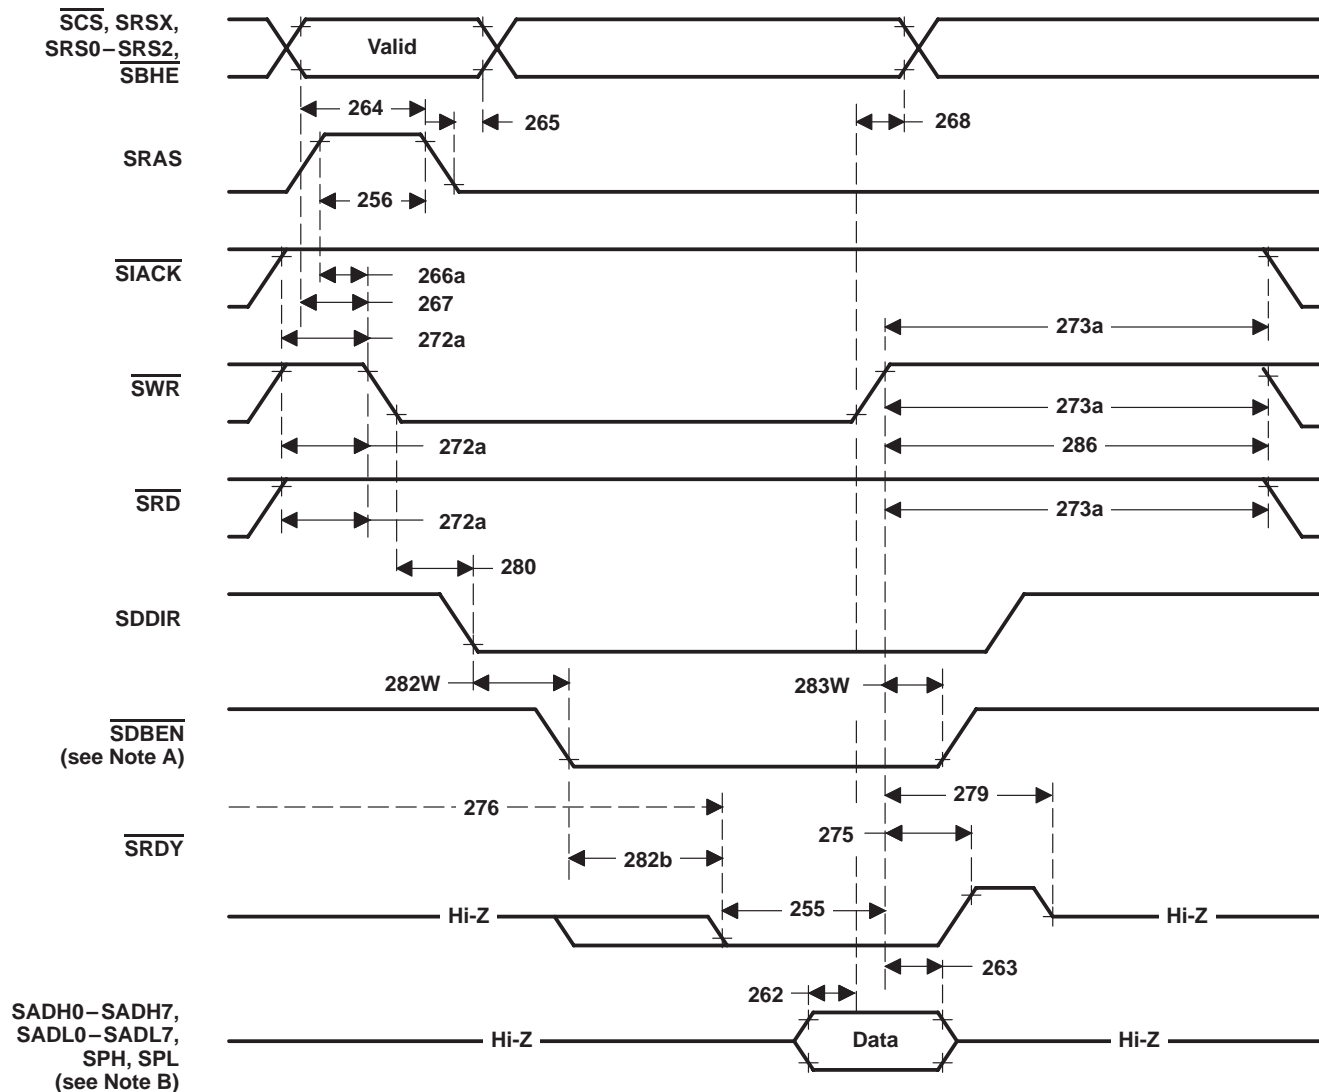 SCS, SRSX,
SRS0–SRS2,
SBHE
Valid
264
265
268
SRAS
256
SIACK
266a
267
272a
273a
SWR
273a
272a
286
SRD
272a
273a
280
SDDIR
282W
283W
SDBEN
(see Note A)
276
279
SRDY
275
282b
Hi-Z
255
Hi-Z
263
262
SADH0–SADH7,
SADL0–SADL7,
SPH, SPL
(see Note B)
Hi-Z
Data
Hi-Z